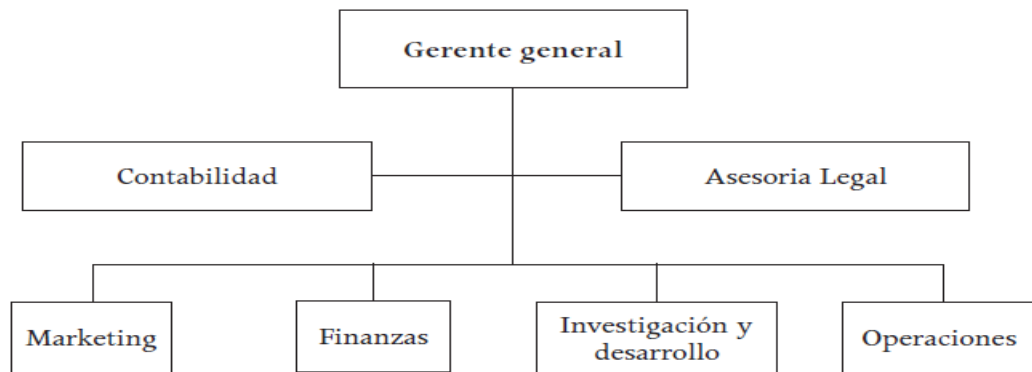 Gerente general
Contabilidad
Asesoria Legal
Marketing
Finanzas
Investigación y
desarrollo
Operaciones